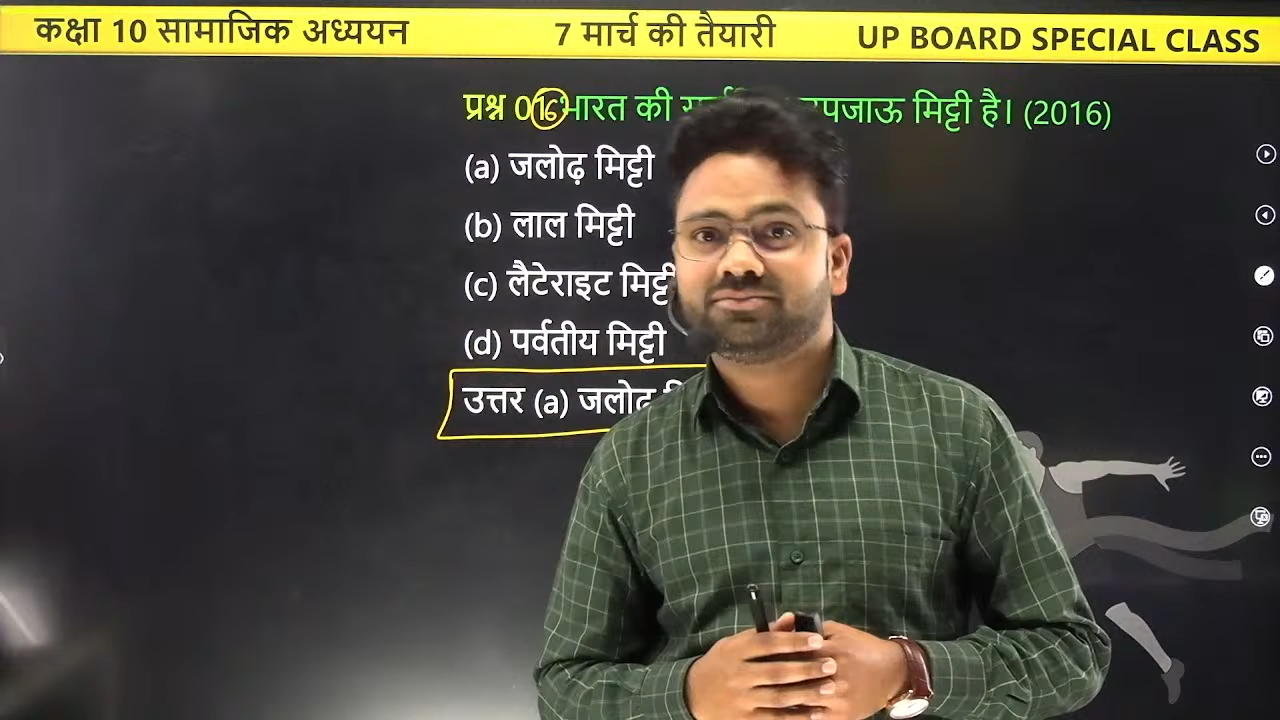 कक्षा 10 सामाजिक अध्ययन 7 मार्च की तैयारी UP BOARD SPECIAL CLASS
प्रश्न 016 भारत की उपजाऊ मिट्टी है। (2016)
(a) जलोढ़ मिट्टी
(b) लाल मिट्टी
(c) लैटेराइट मिट्टी
(d) पर्वतीय मिट्टी
उत्तर (a) जलोढ़